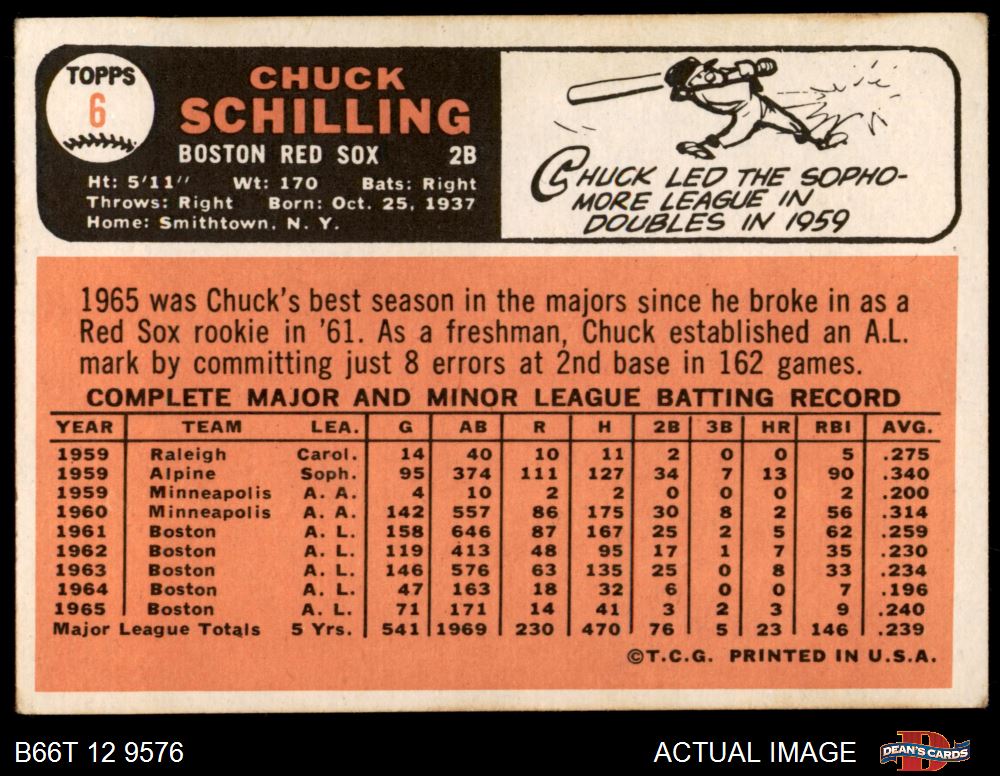 TOPPS
6
CHUCK
SCHILLING
BOSTON RED SOX 2B
Ht: 5'11" Wt: 170 Bats: Right
Throws: Right Born: Oct. 25, 1937
Home: Smithtown, N. Y.
CHUCK LED THE SOPHO-
MORE LEAGUE IN
DOUBLES IN 1959
1965 was Chuck's best season in the majors since he broke in as a
Red Sox rookie in '61. As a freshman, Chuck established an A.L.
mark by committing just 8 errors at 2nd base in 162 games.
COMPLETE MAJOR AND MINOR LEAGUE BATTING RECORD
YEAR TEAM LEA. G AB R H 2B 3B HR RBI AVG.
1959 Raleigh Carol. 14 40 10 11 2 0 0 5 .275
1959 Alpine Soph. 95 374 111 127 34 7 13 90 .340
1959 Minneapolis A. A. 4 10 2 2 0 0 0 2 .200
1960 Minneapolis A. A. 142 557 86 175 30 8 2 56 .314
1961 Boston A. L. 158 646 87 167 25 2 5 62 .259
1962 Boston A. L. 119 413 48 95 17 1 7 35 .230
1963 Boston A. L. 146 576 63 135 25 0 8 33 .234
1964 Boston A. L. 47 163 18 32 6 0 0 7 .196
1965 Boston A. L. 71 171 14 41 3 2 3 9 .240
Major League Totals 5 Yrs. 541 1969 230 470 76 5 23 146 .239
©T.C.G. PRINTED IN U.S.A.
B66T 12 9576 ACTUAL IMAGE DEAN'S CARDS